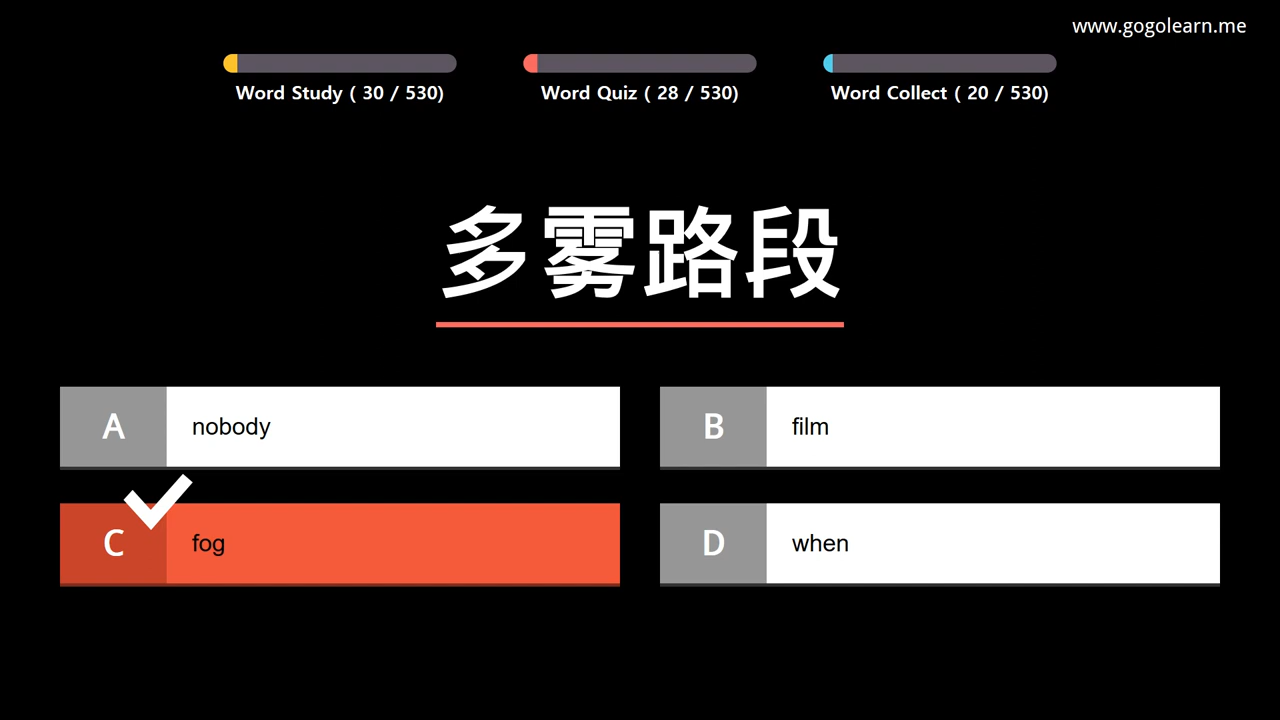 www.gogolearn.me
Word Study ( 30 / 530)
Word Quiz ( 28 / 530)
Word Collect ( 20 / 530)
多雾路段
A nobody
B film
C fog
D when